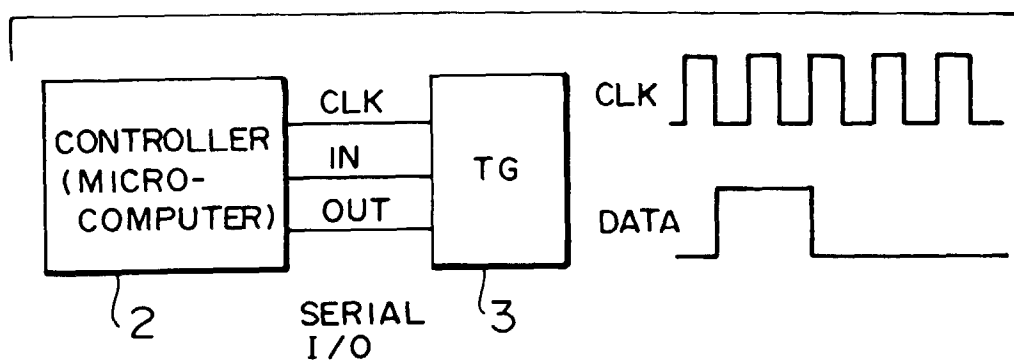 CONTROLLER
(MICRO-
COMPUTER)
CLK
IN
OUT
TG
CLK
DATA
2
SERIAL
I/O
3